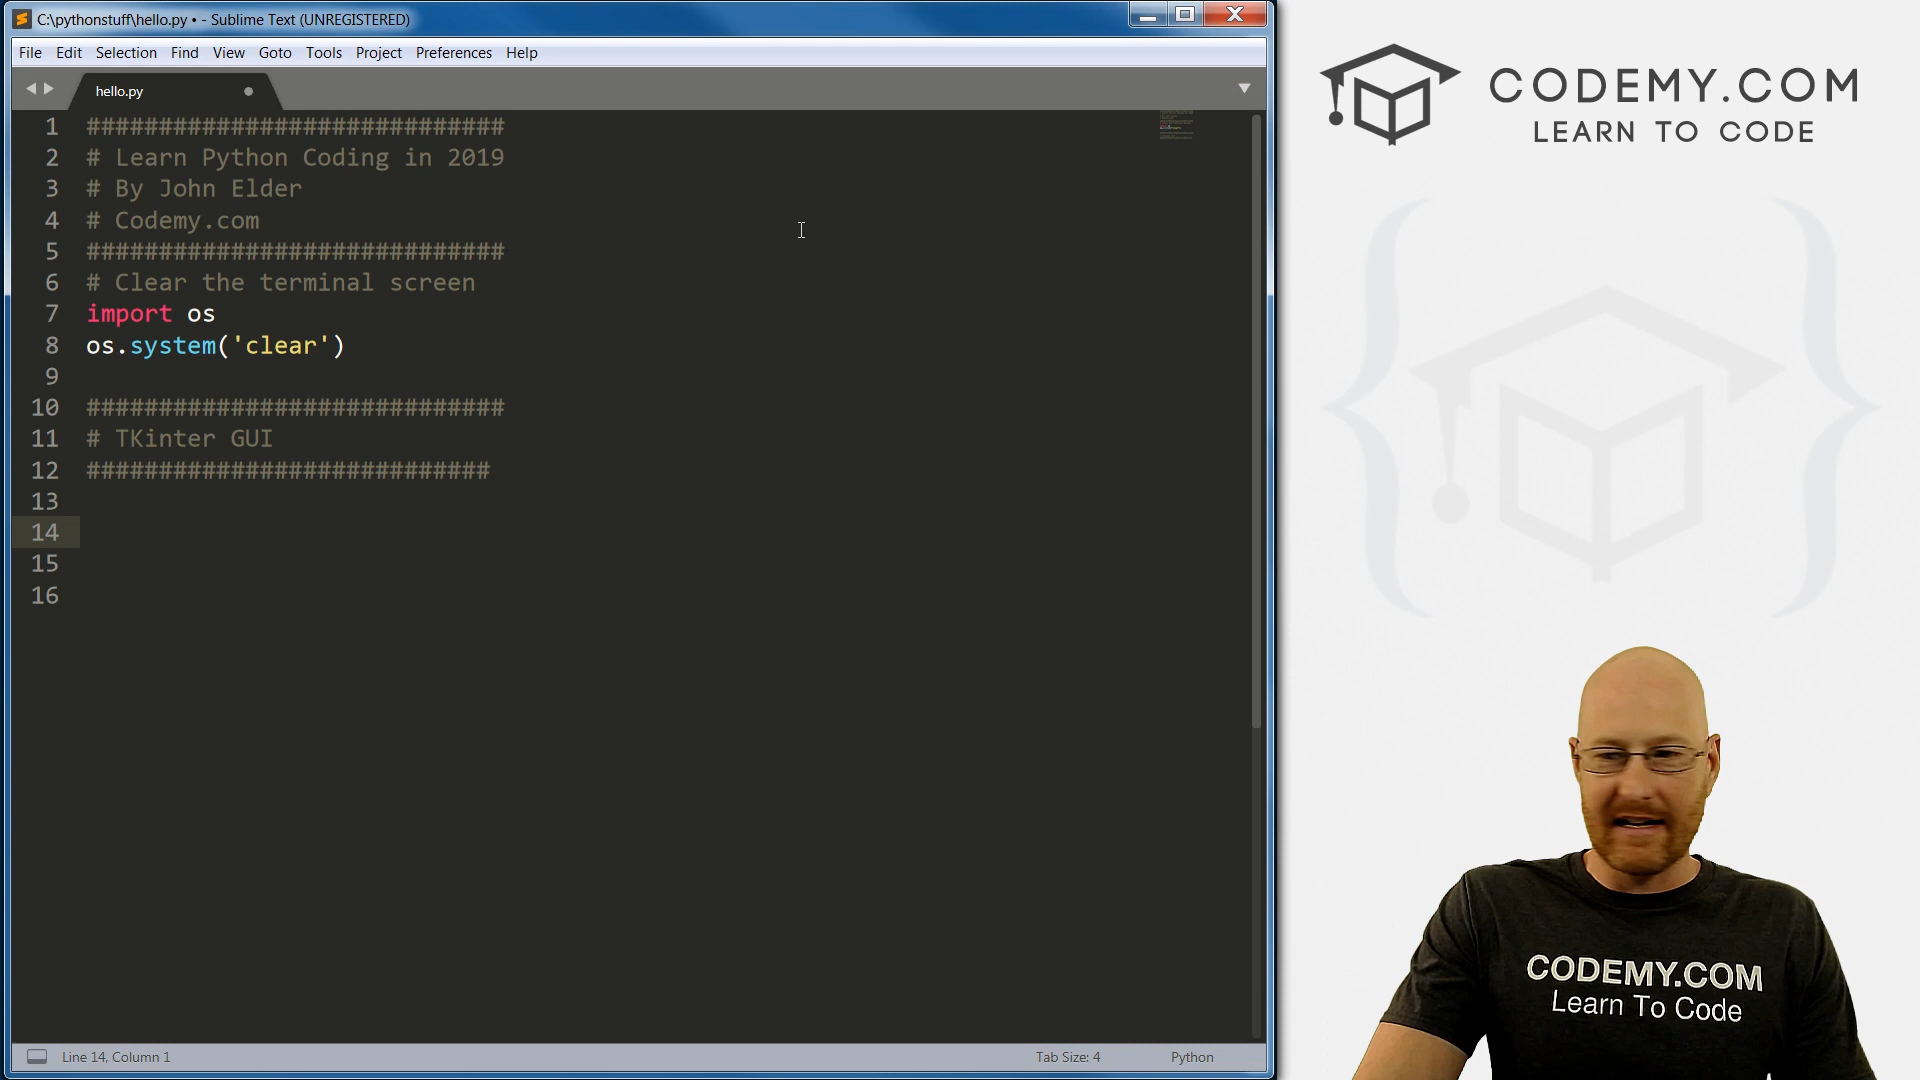 C:\pythonstuff\hello.py • - Sublime Text (UNREGISTERED)
File Edit Selection Find View Goto Tools Project Preferences Help
hello.py
1 #############################
2 # Learn Python Coding in 2019
3 # By John Elder
4 # Codemy.com
5 #############################
6 # Clear the terminal screen
7 import os
8 os.system('clear')
9
10 #############################
11 # TKinter GUI
12 ############################
13
14
15
16
Line 14, Column 1
Tab Size: 4
Python
CODEMY.COM
LEARN TO CODE
CODEMY.COM
Learn To Code